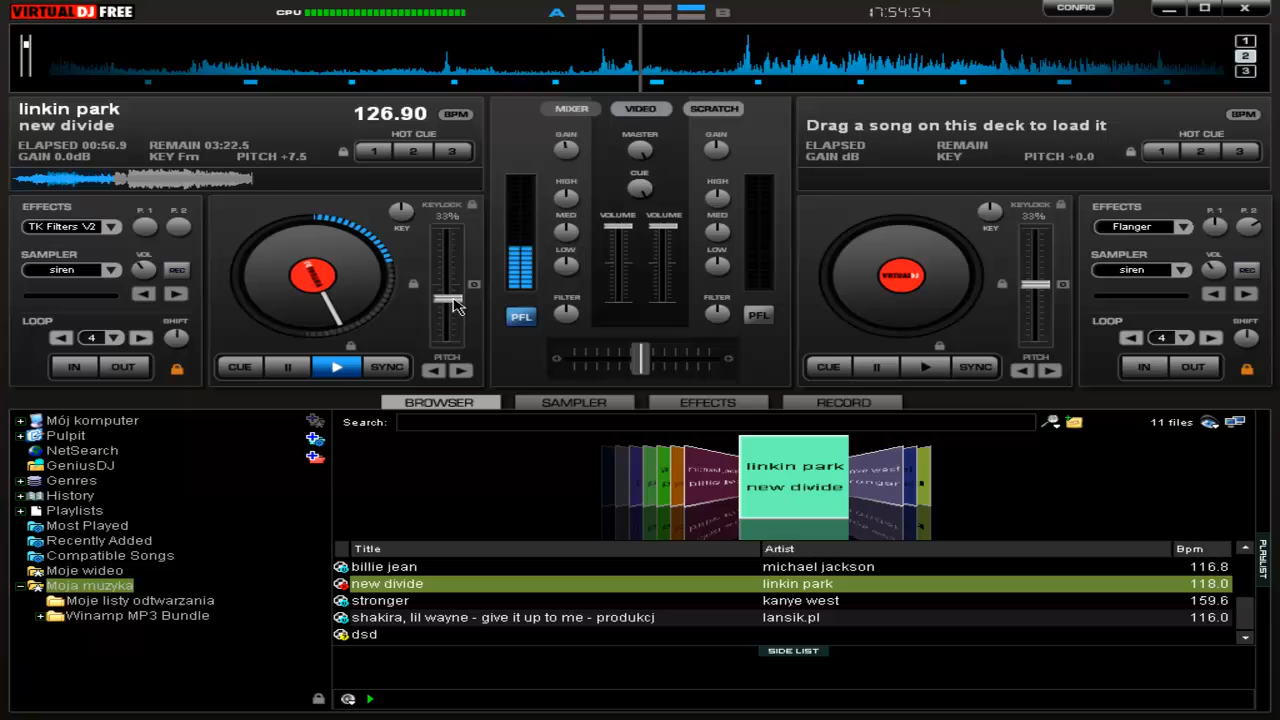 VIRTUAL DJ FREE
CPU
A
B
17:54:54
CONFIG
1
2
3
linkin park
new divide
126.90 BPM
ELAPSED 00:56.9 REMAIN 03:22.5
GAIN 0.0dB KEY Fm PITCH +7.5
HOT CUE
1 2 3
MIXER VIDEO SCRATCH
Drag a song on this deck to load it
BPM
HOT CUE
ELAPSED REMAIN
GAIN dB KEY PITCH +0.0
1 2 3
EFFECTS P. 1 P. 2
TK Filters V2
SAMPLER VOL
siren REC
LOOP SHIFT
4
IN OUT
KEYLOCK
33%
KEY
PITCH
CUE SYNC
GAIN MASTER GAIN
CUE
HIGH HIGH
MED VOLUME VOLUME MED
LOW LOW
FILTER FILTER
PFL PFL
VIRTUAL DJ
KEYLOCK
33%
KEY
PITCH
CUE SYNC
EFFECTS P. 1 P. 2
Flanger
SAMPLER VOL
siren REC
LOOP SHIFT
4
IN OUT
BROWSER SAMPLER EFFECTS RECORD
Mój komputer
Pulpit
NetSearch
GeniusDJ
Genres
History
Playlists
Most Played
Recently Added
Compatible Songs
Moje wideo
Moja muzyka
Moje listy odtwarzania
Winamp MP3 Bundle
Search:
11 files
linkin park
new divide
Title Artist Bpm
billie jean michael jackson 116.8
new divide linkin park 118.0
stronger kanye west 159.6
shakira, lil wayne - give it up to me - produkcj lansik.pl 116.0
dsd
SIDE LIST
PLAYLIST